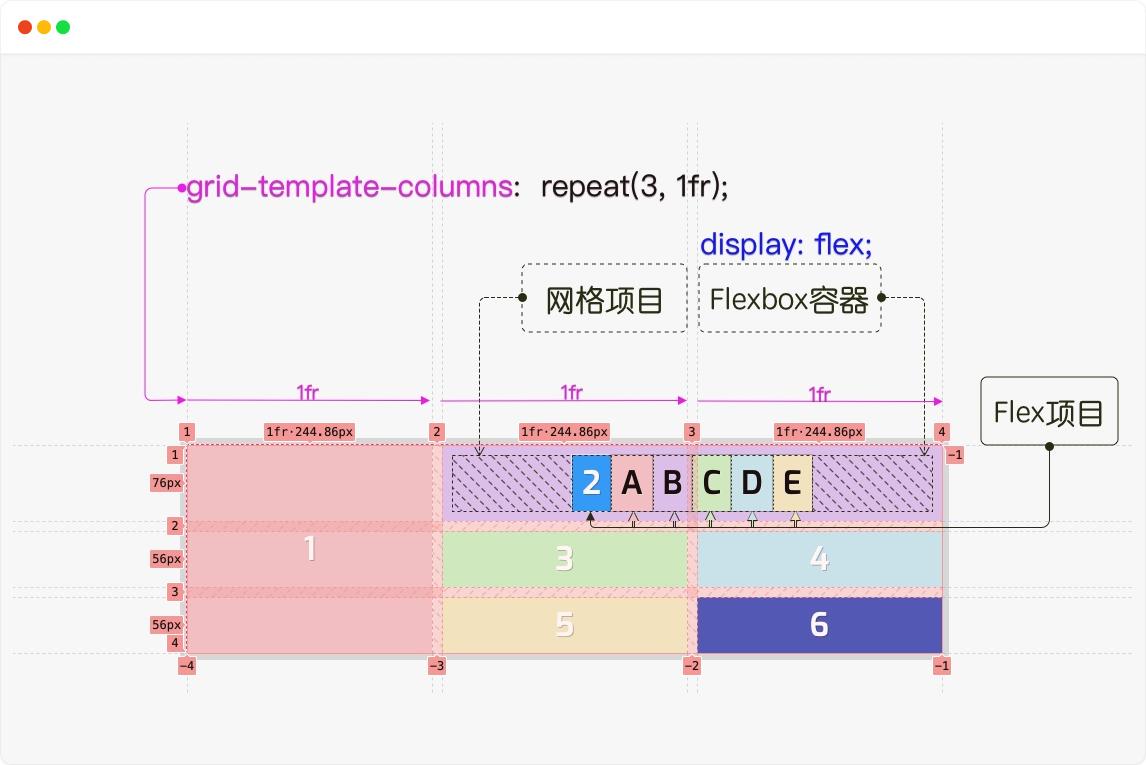 grid-template-columns: repeat(3, 1fr);
display: flex;
网格项目
Flexbox容器
1fr
1fr
1fr
Flex项目
1
1fr·244.86px
2
1fr·244.86px
3
1fr·244.86px
4
1
-1
76px
2 A B C D E
2
1
56px
3
4
3
56px
5
6
4
-4
-3
-2
-1